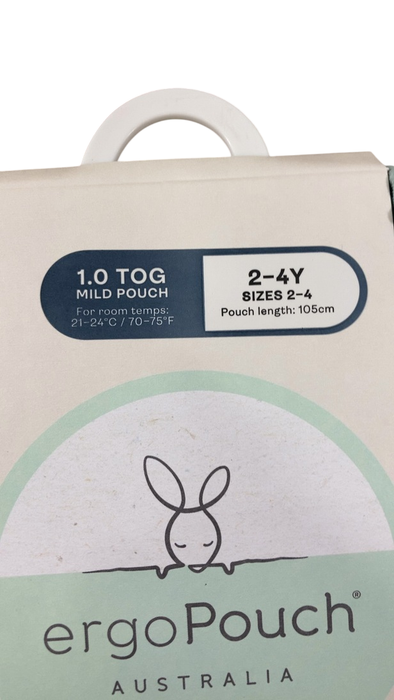 1.0 TOG
MILD POUCH
For room temps:
21-24°C / 70-75°F
2-4Y
SIZES 2-4
Pouch length: 105cm
ergoPouch®
AUSTRALIA